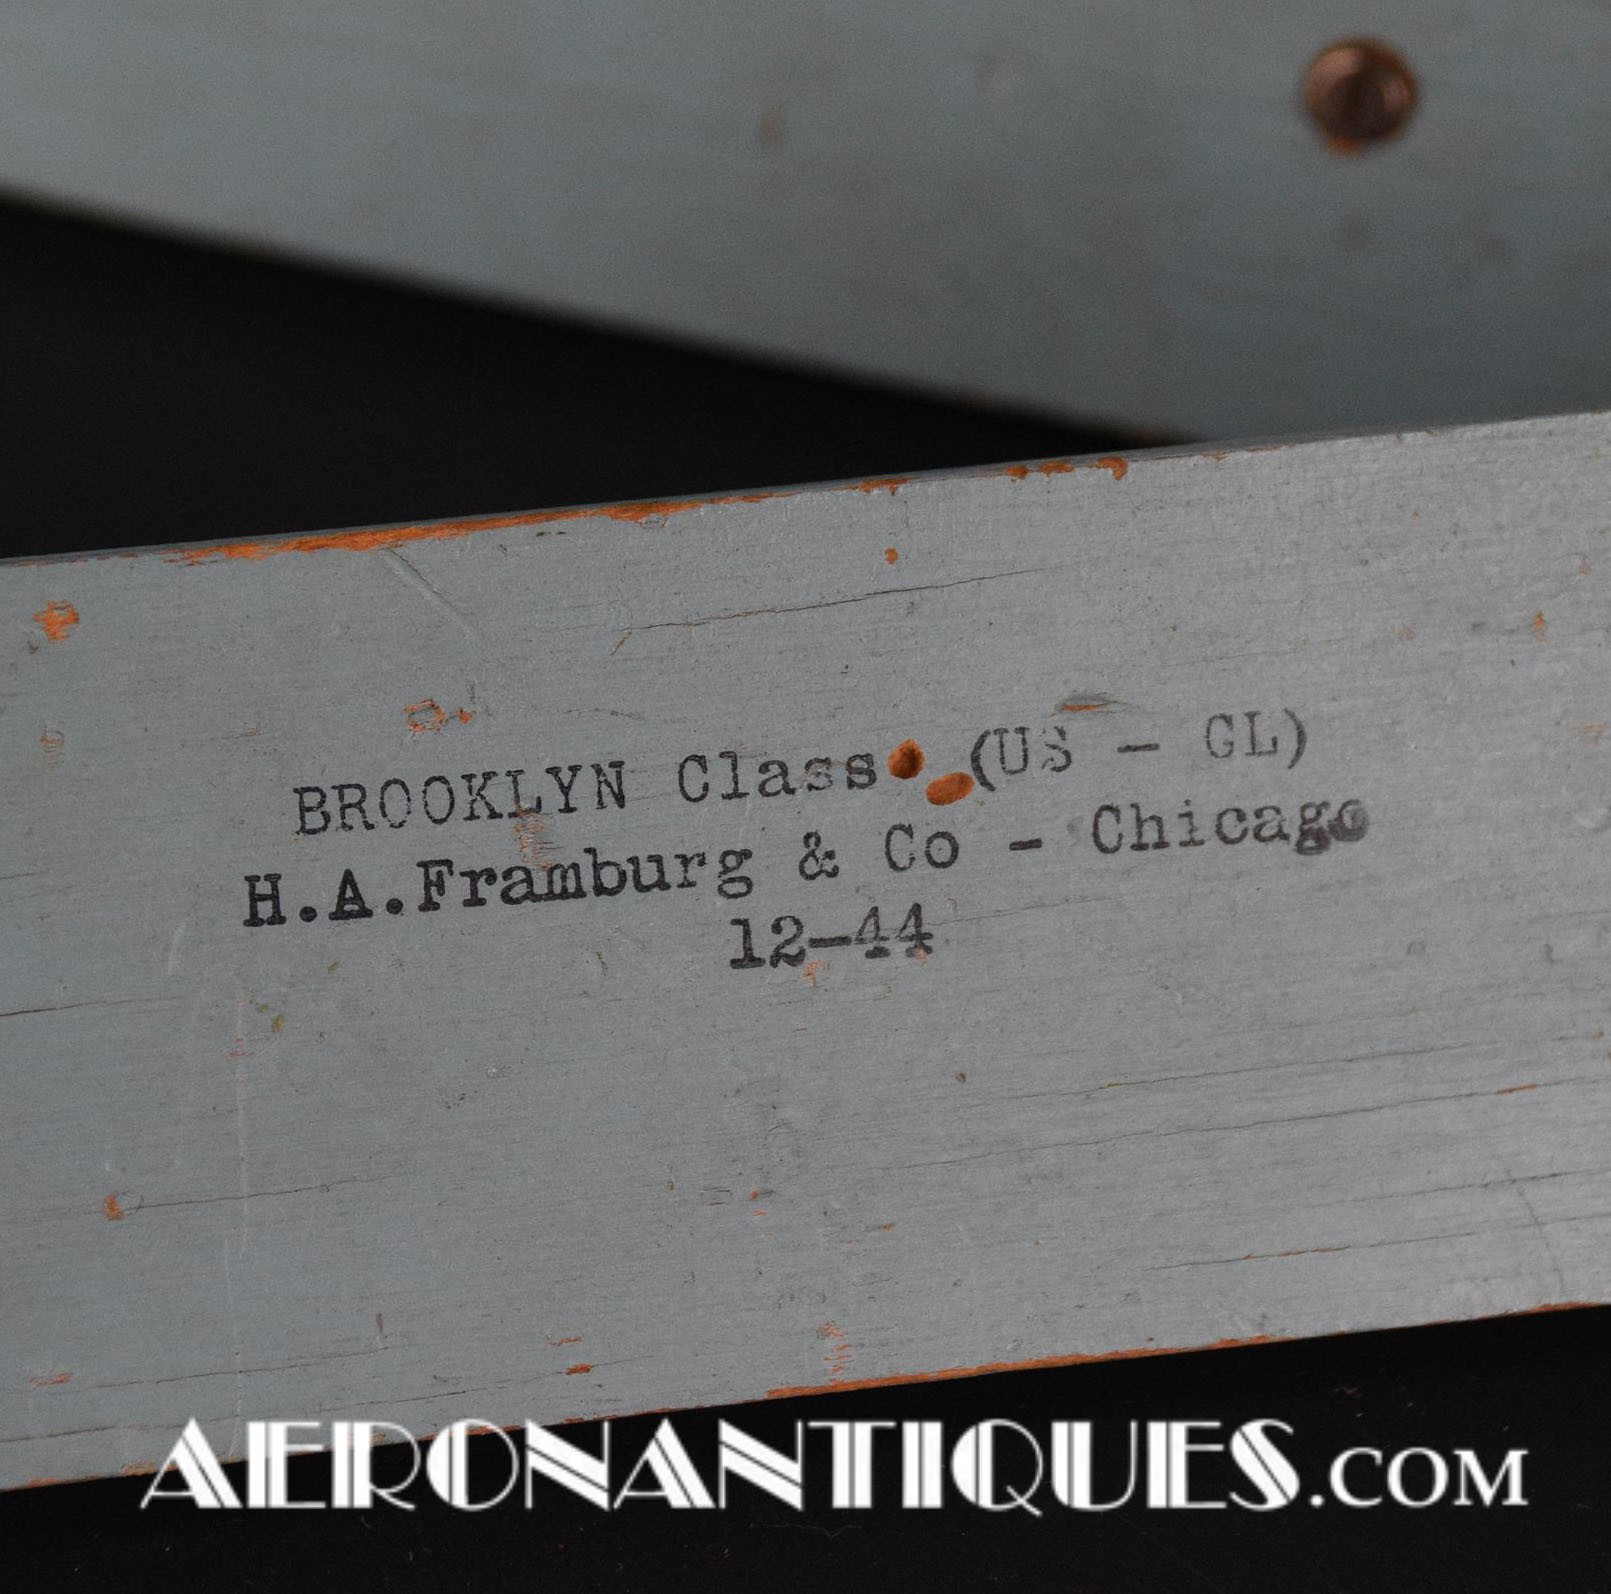 BROOKLYN Class (US - CL)
H.A.Framburg & Co - Chicago
12-44
AERONANTIQUES.COM